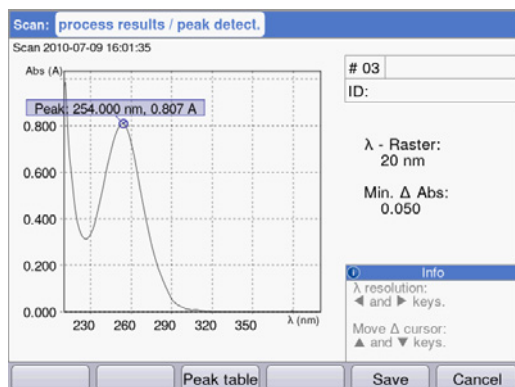 Scan: process results / peak detect.
Scan 2010-07-09 16:01:35
Abs (A)
Peak: 254.000 nm, 0.807 A
0.800
0.600
0.400
0.200
0.000
230 260 290 320 350 λ (nm)
# 03
ID:
λ - Raster:
20 nm
Min. Δ Abs:
0.050
i Info
λ resolution:
◀ and ▶ keys.
Move Δ cursor:
▲ and ▼ keys.
Peak table Save Cancel